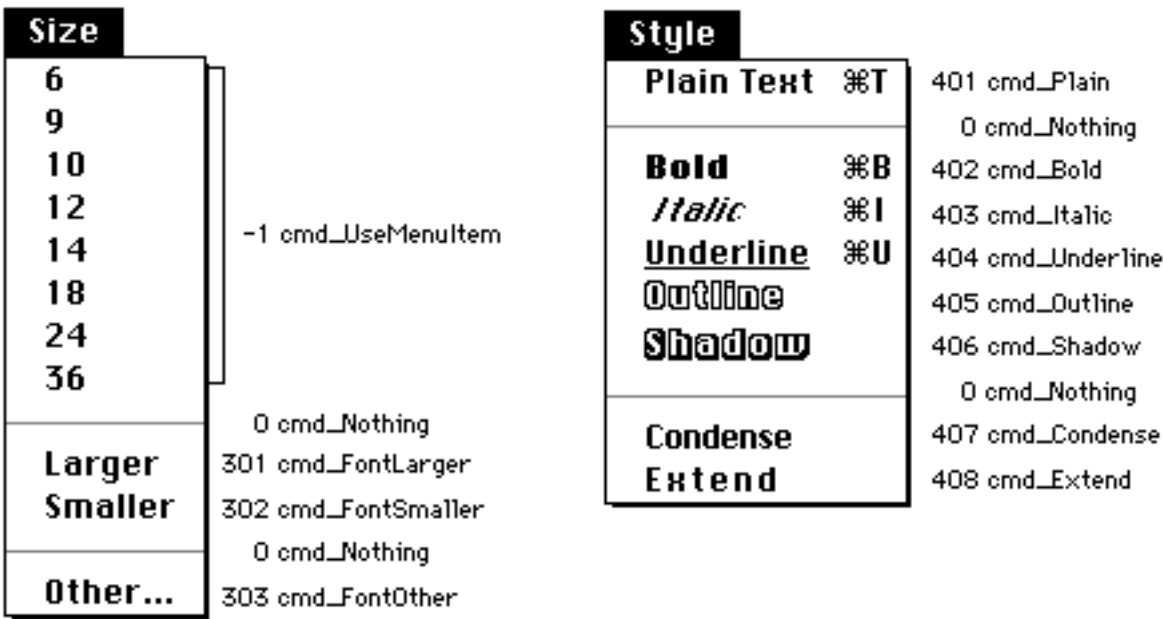 Size
6
9
10
12
14
18
24
36
-1 cmd_UseMenuItem
0 cmd_Nothing
Larger 301 cmd_FontLarger
Smaller 302 cmd_FontSmaller
0 cmd_Nothing
Other... 303 cmd_FontOther
Style
Plain Text ⌘T 401 cmd_Plain
0 cmd_Nothing
Bold ⌘B 402 cmd_Bold
Italic ⌘I 403 cmd_Italic
Underline ⌘U 404 cmd_Underline
Outline 405 cmd_Outline
Shadow 406 cmd_Shadow
0 cmd_Nothing
Condense 407 cmd_Condense
Extend 408 cmd_Extend